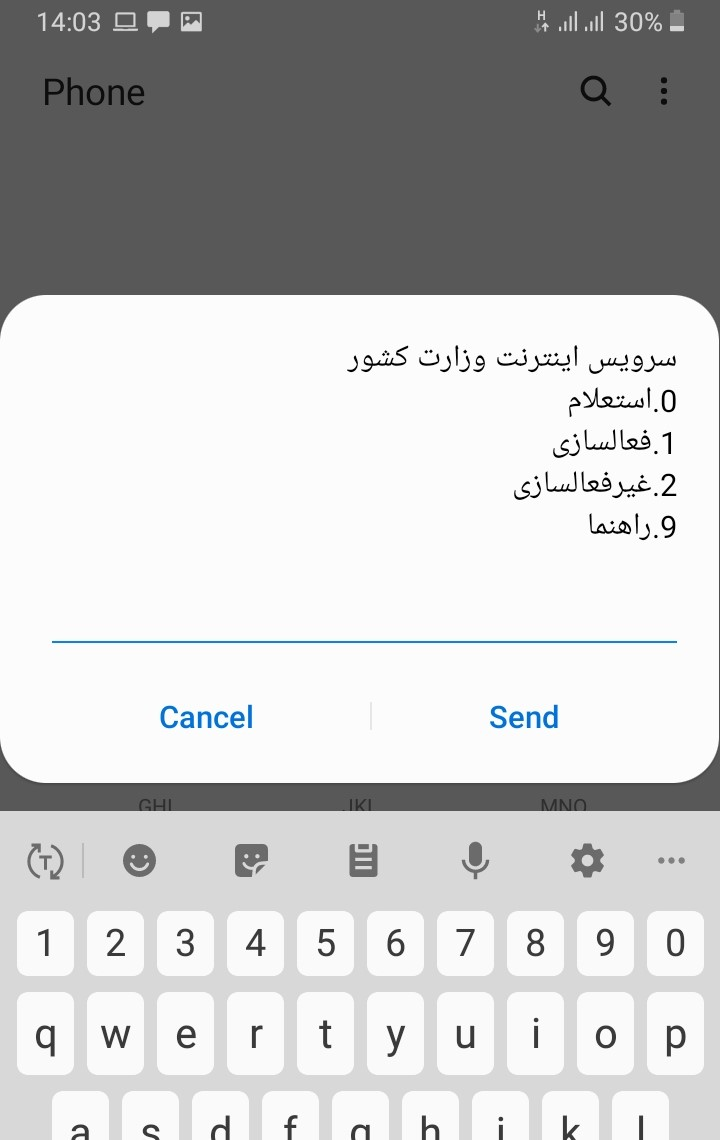 14:03
H 30%
Phone
سرویس اینترنت وزارت کشور
0.استعلام
1.فعالسازی
2.غیرفعالسازی
9.راهنما
Cancel Send
GHI JKL MNO
T
1 2 3 4 5 6 7 8 9 0
q w e r t y u i o p
a s d f g h j k l